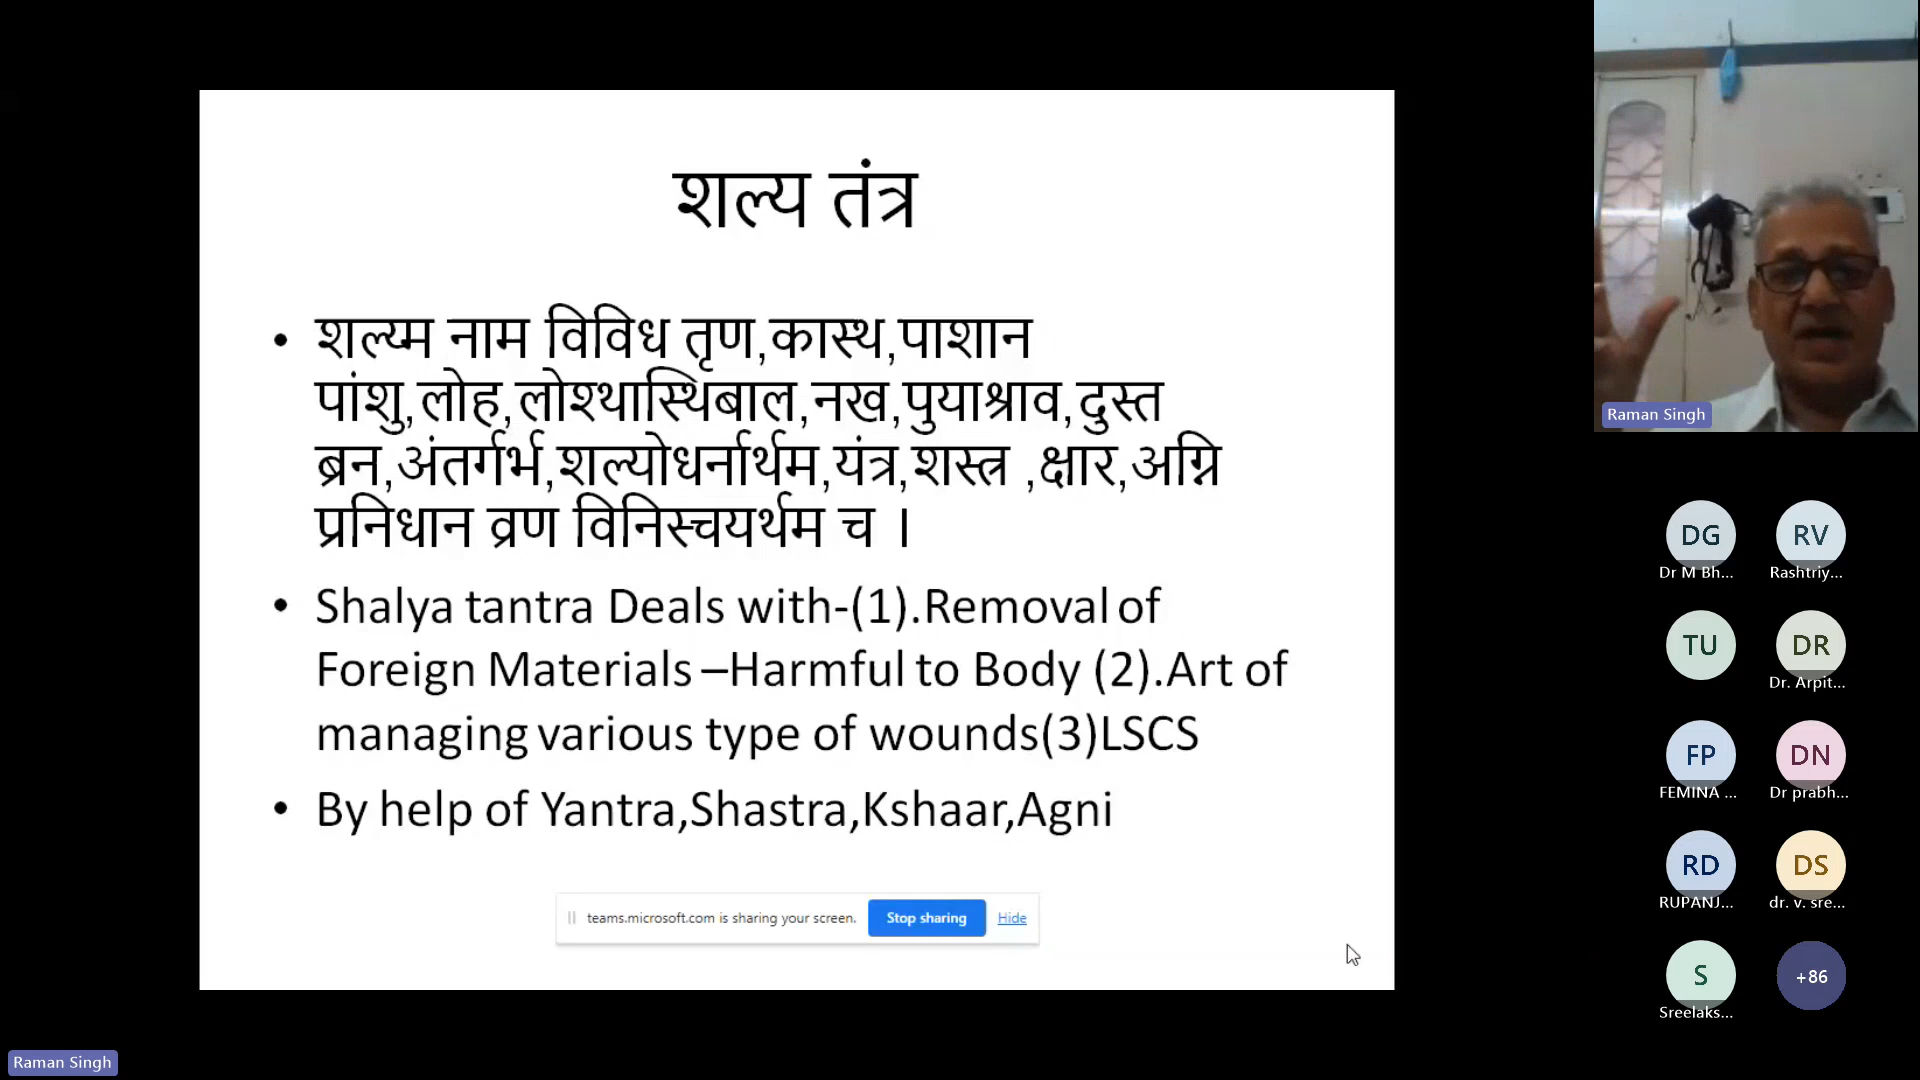 शल्य तंत्र
• शल्य्म नाम विविध तृण,कास्थ,पाशान
पांशु,लोह,लोश्थास्थिबाल,नख,पुयाश्राव,दुस्त
ब्रन,अंतर्गर्भ,शल्योधर्नार्थम,यंत्र,शस्त्र ,क्षार,अग्नि
प्रनिधान व्रण विनिस्चयर्थम च ।
• Shalya tantra Deals with-(1).Removal of
Foreign Materials –Harmful to Body (2).Art of
managing various type of wounds(3)LSCS
• By help of Yantra,Shastra,Kshaar,Agni
teams.microsoft.com is sharing your screen. Stop sharing Hide
Raman Singh
DG RV
Dr M Bh... Rashtriy...
TU DR
Dr. Arpit...
FP DN
FEMINA ... Dr prabh...
RD DS
RUPANJ... dr. v. sre...
S +86
Sreelaks...
Raman Singh